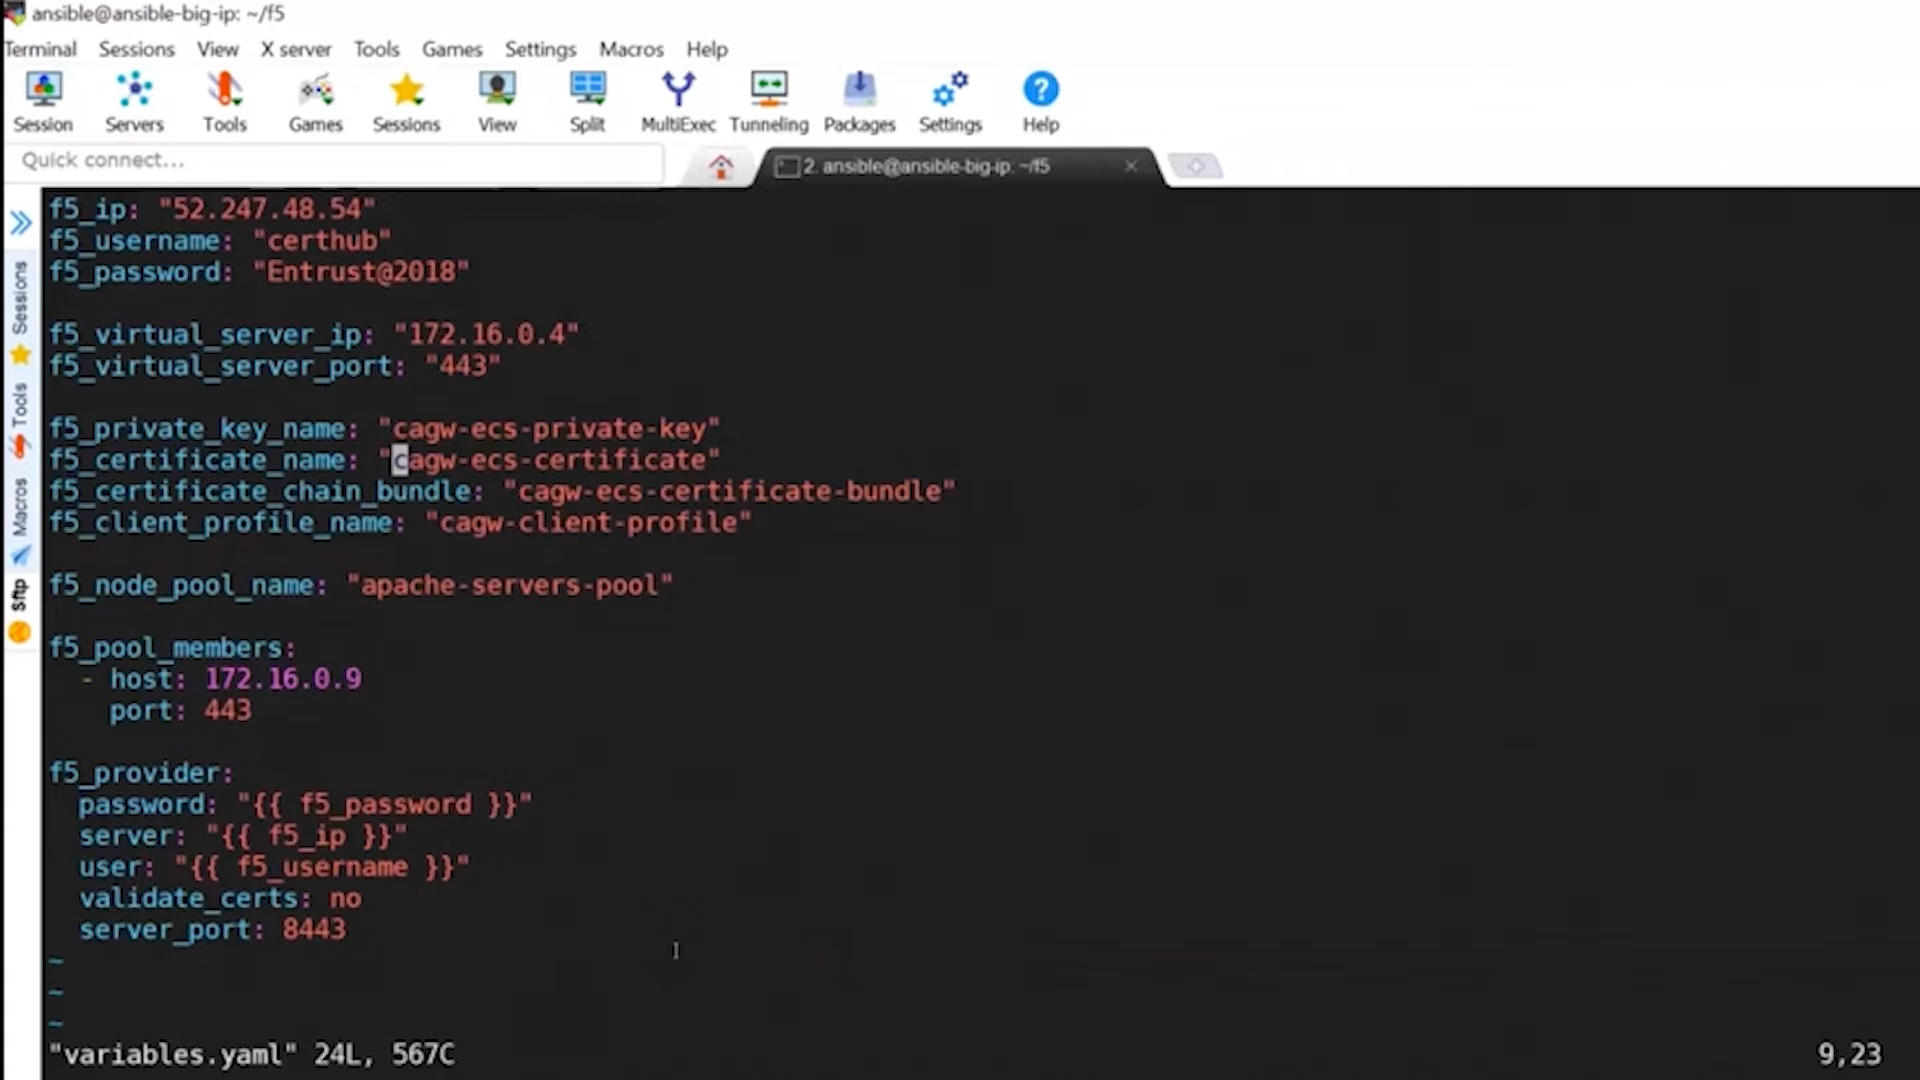 ansible@ansible-big-ip: ~/f5
Terminal Sessions View X server Tools Games Settings Macros Help
Session Servers Tools Games Sessions View Split MultiExec Tunneling Packages Settings Help
Quick connect...
2. ansible@ansible-big-ip: ~/f5
f5_ip: "52.247.48.54"
f5_username: "certhub"
f5_password: "Entrust@2018"
f5_virtual_server_ip: "172.16.0.4"
f5_virtual_server_port: "443"
f5_private_key_name: "cagw-ecs-private-key"
f5_certificate_name: "cagw-ecs-certificate"
f5_certificate_chain_bundle: "cagw-ecs-certificate-bundle"
f5_client_profile_name: "cagw-client-profile"
f5_node_pool_name: "apache-servers-pool"
f5_pool_members:
- host: 172.16.0.9
port: 443
f5_provider:
password: "{{ f5_password }}"
server: "{{ f5_ip }}"
user: "{{ f5_username }}"
validate_certs: no
server_port: 8443
~
~
~
"variables.yaml" 24L, 567C 9,23
Sessions
Tools
Macros
Sftp